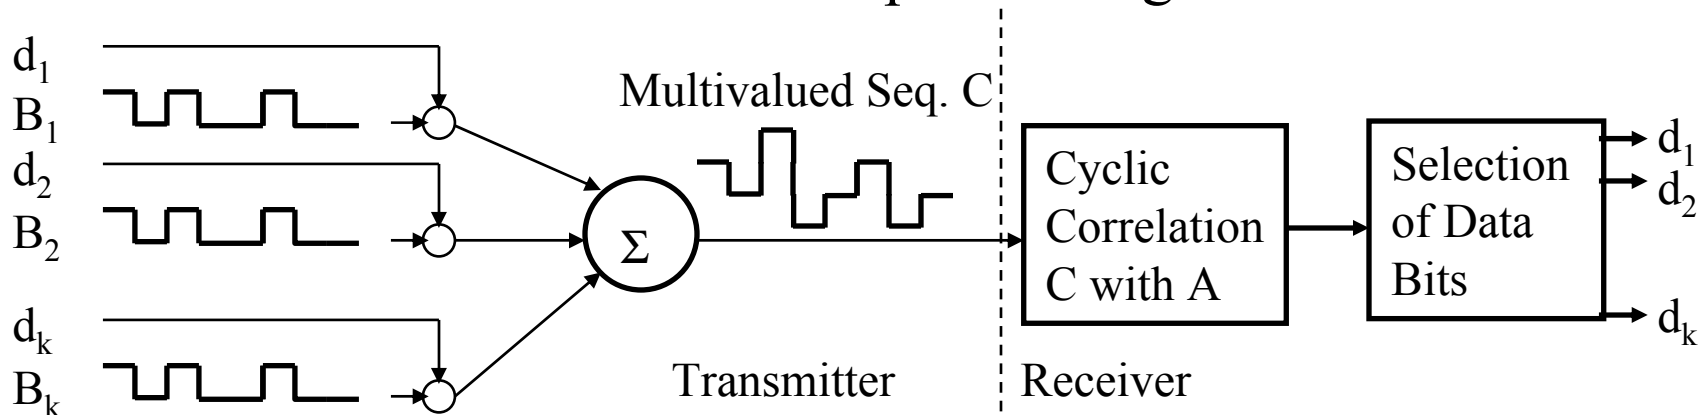 d1
B1
d2
B2
dk
Bk
Σ
Multivalued Seq. C
Transmitter
Receiver
Cyclic
Correlation
C with A
Selection
of Data
Bits
d1
d2
dk